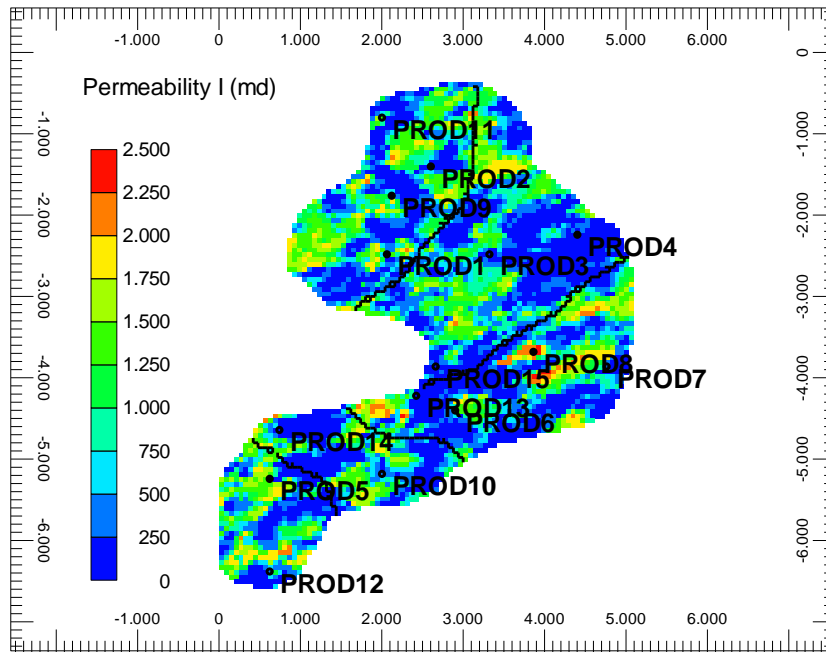 -1.000 0 1.000 2.000 3.000 4.000 5.000 6.000
0
0
Permeability I (md)
-1.000
-1.000
2.500
2.250
2.000
1.750
1.500
1.250
1.000
750
500
250
0
PROD11
PROD2
PROD9
-2.000
-2.000
PROD4
PROD1
PROD3
-3.000
-3.000
PROD8
PROD7
PROD15
-4.000
-4.000
PROD13
PROD6
PROD14
-5.000
-5.000
PROD5
PROD10
-6.000
-6.000
PROD12
-1.000 0 1.000 2.000 3.000 4.000 5.000 6.000